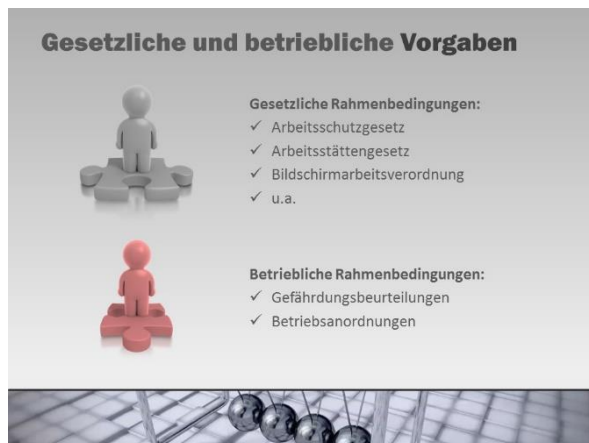 Gesetzliche und betriebliche Vorgaben
Gesetzliche Rahmenbedingungen:
✓ Arbeitsschutzgesetz
✓ Arbeitsstättengesetz
✓ Bildschirmarbeitsverordnung
✓ u.a.
Betriebliche Rahmenbedingungen:
✓ Gefährdungsbeurteilungen
✓ Betriebsanordnungen